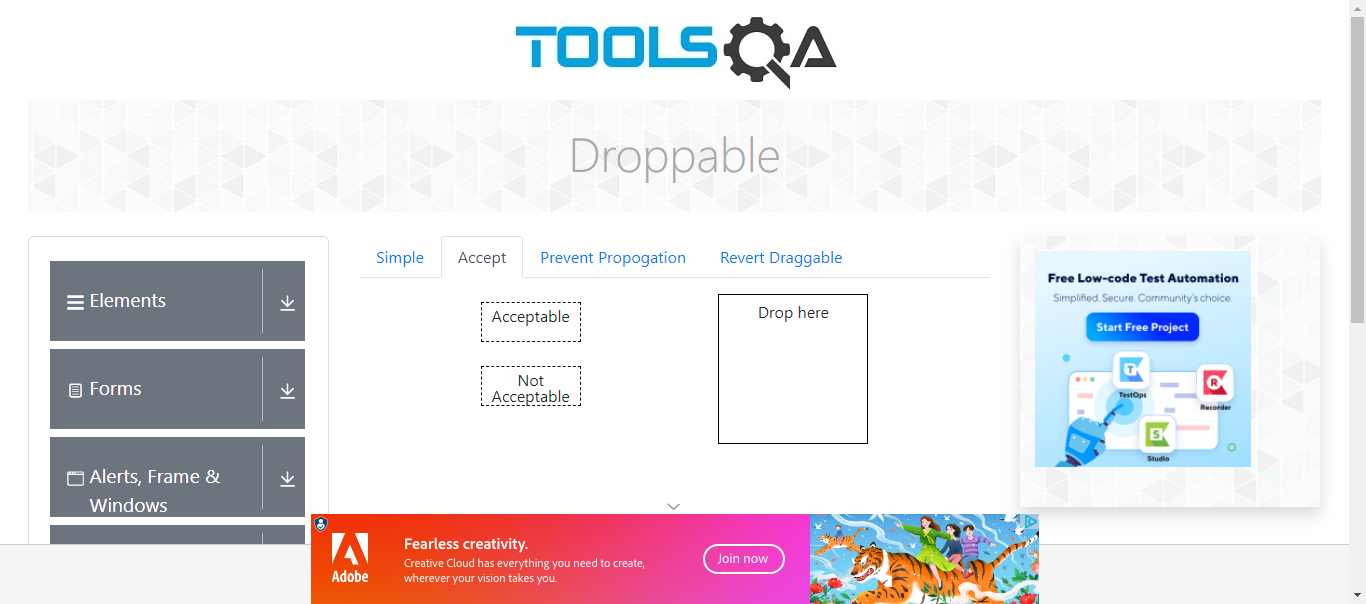 TOOLSQA
Droppable
Elements
Forms
Alerts, Frame &
Windows
Simple
Accept
Prevent Propogation
Revert Draggable
Acceptable
Not
Acceptable
Drop here
Free Low-code Test Automation
Simplified. Secure. Community's choice.
Start Free Project
TestOps
Recorder
Studio
Adobe
Fearless creativity.
Creative Cloud has everything you need to create,
wherever your vision takes you.
Join now